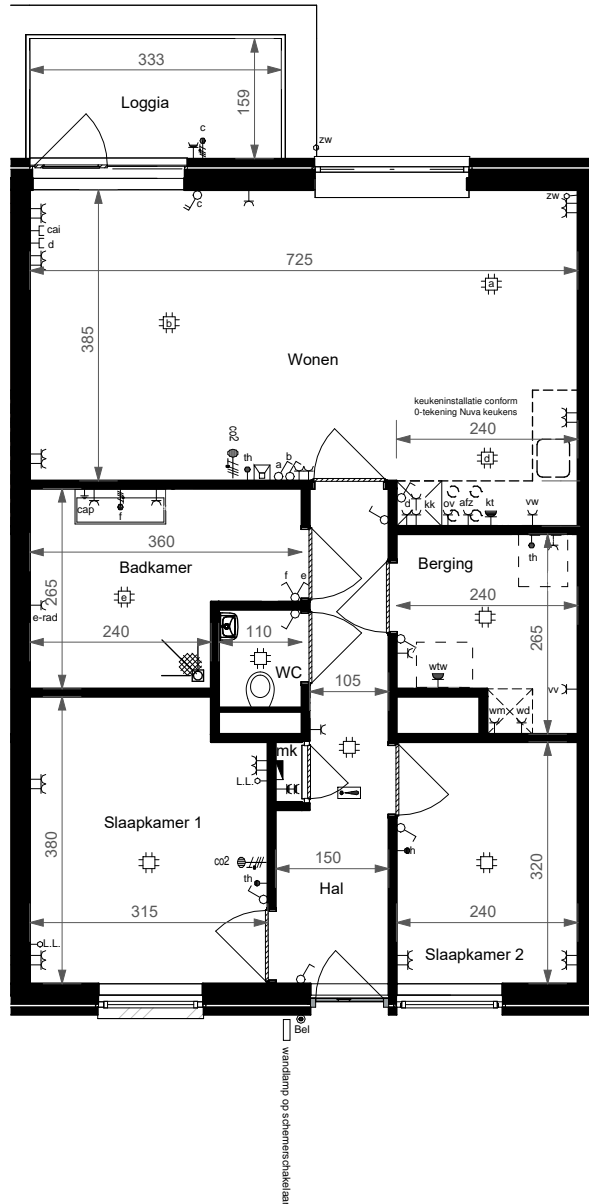 333
Loggia
159
c
zw
c
zw
cai
d
725
a
b
385
Wonen
keukeninstallatie conform
0-tekening Nuva keukens
240
co2
th
a
b
d
cap
f
d
kk
ov
afz
kt
vw
360
Badkamer
265
e
e-rad
240
f
e
110
WC
105
Berging
th
240
265
wtw
vv
wm
wd
mk
L.L.
Slaapkamer 1
380
co2
th
315
L.L.
150
Hal
th
320
240
Slaapkamer 2
Bel
wandlamp op schemerschakelaar